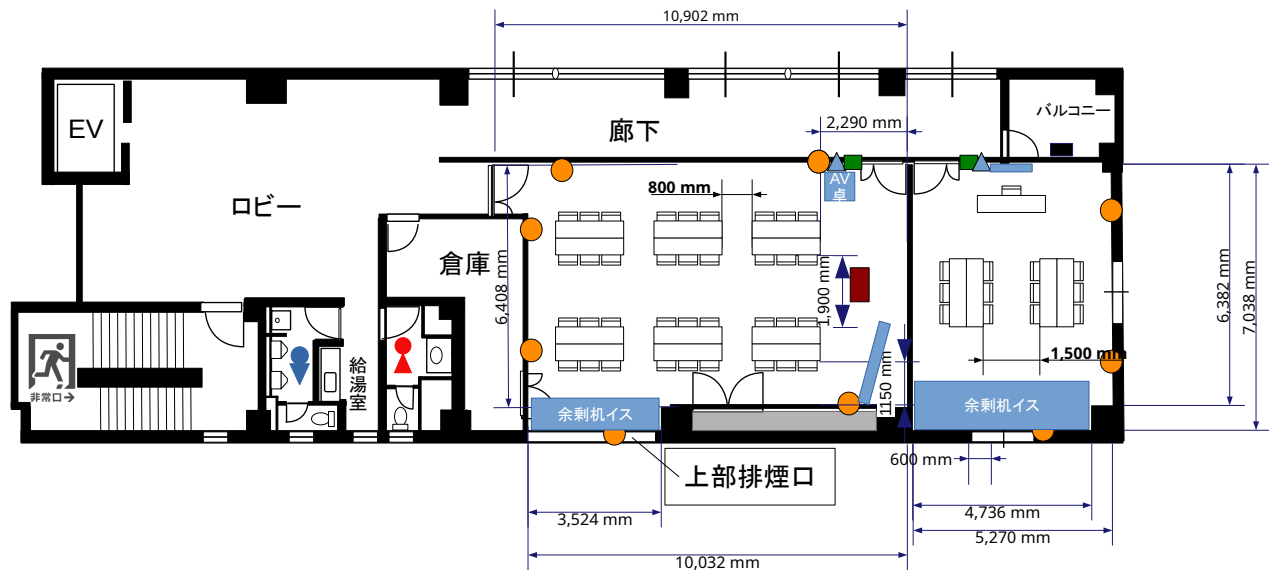 10,902 mm
EV
廊下
バルコニー
2,290 mm
AV
卓
800 mm
ロビー
倉庫
6,408 mm
1,900 mm
6,382 mm
7,038 mm
1,500 mm
1150 mm
給湯室
非常口→
余剰机イス
余剰机イス
600 mm
上部排煙口
3,524 mm
4,736 mm
5,270 mm
10,032 mm